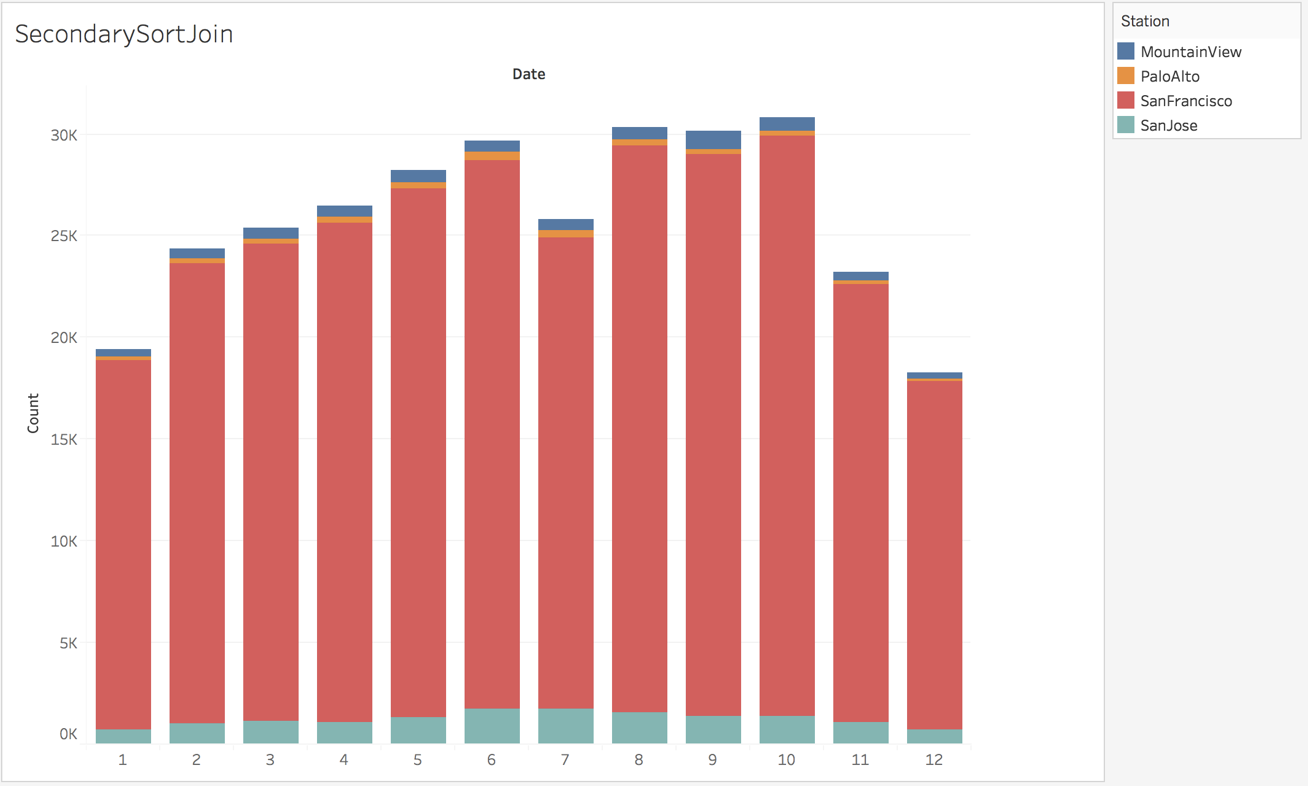 SecondarySortJoin
Date
Count
30K
25K
20K
15K
10K
5K
0K
1 2 3 4 5 6 7 8 9 10 11 12
Station
MountainView
PaloAlto
SanFrancisco
SanJose